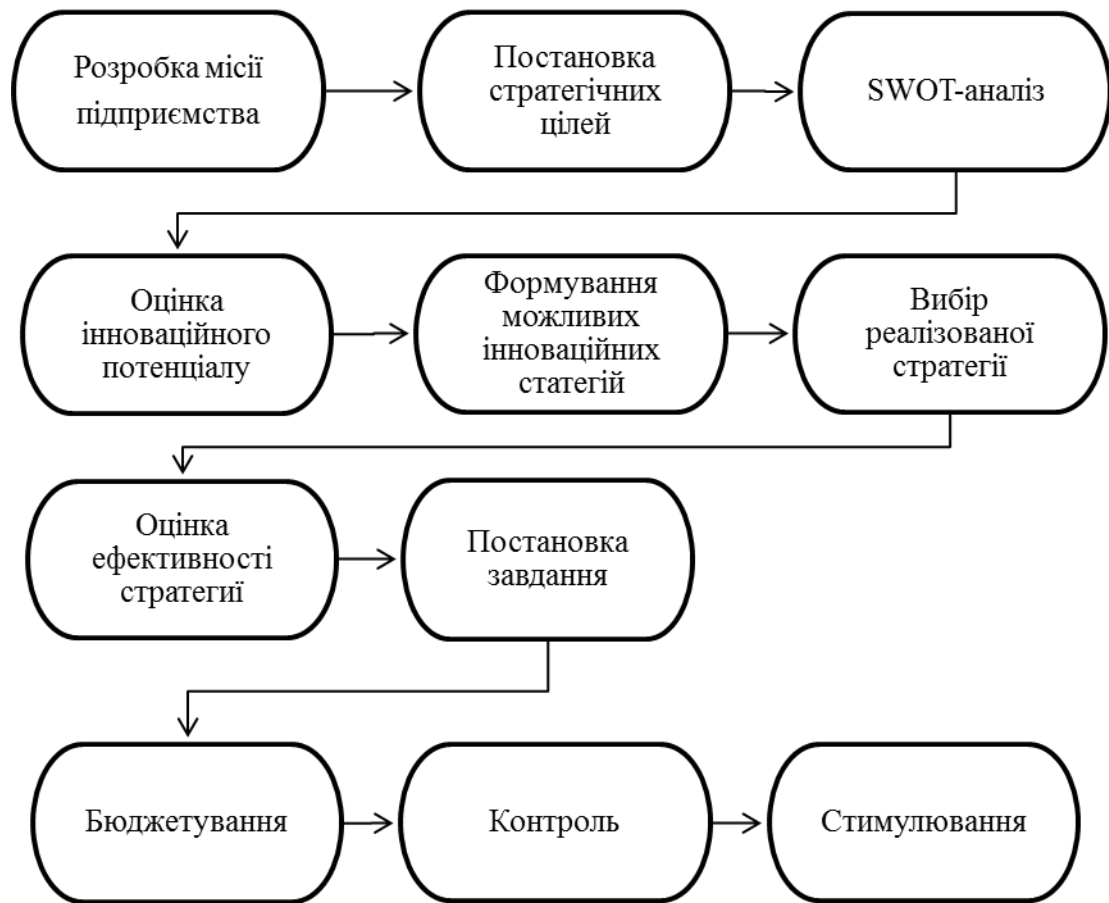 Розробка місії
підприємства
Постановка
стратегічних
цілей
SWOT-аналіз
Оцінка
інноваційного
потенціалу
Формування
можливих
інноваційних
статегій
Вибір
реалізованої
стратегії
Оцінка
ефективності
стратегиї
Постановка
завдання
Бюджетування
Контроль
Стимулювання